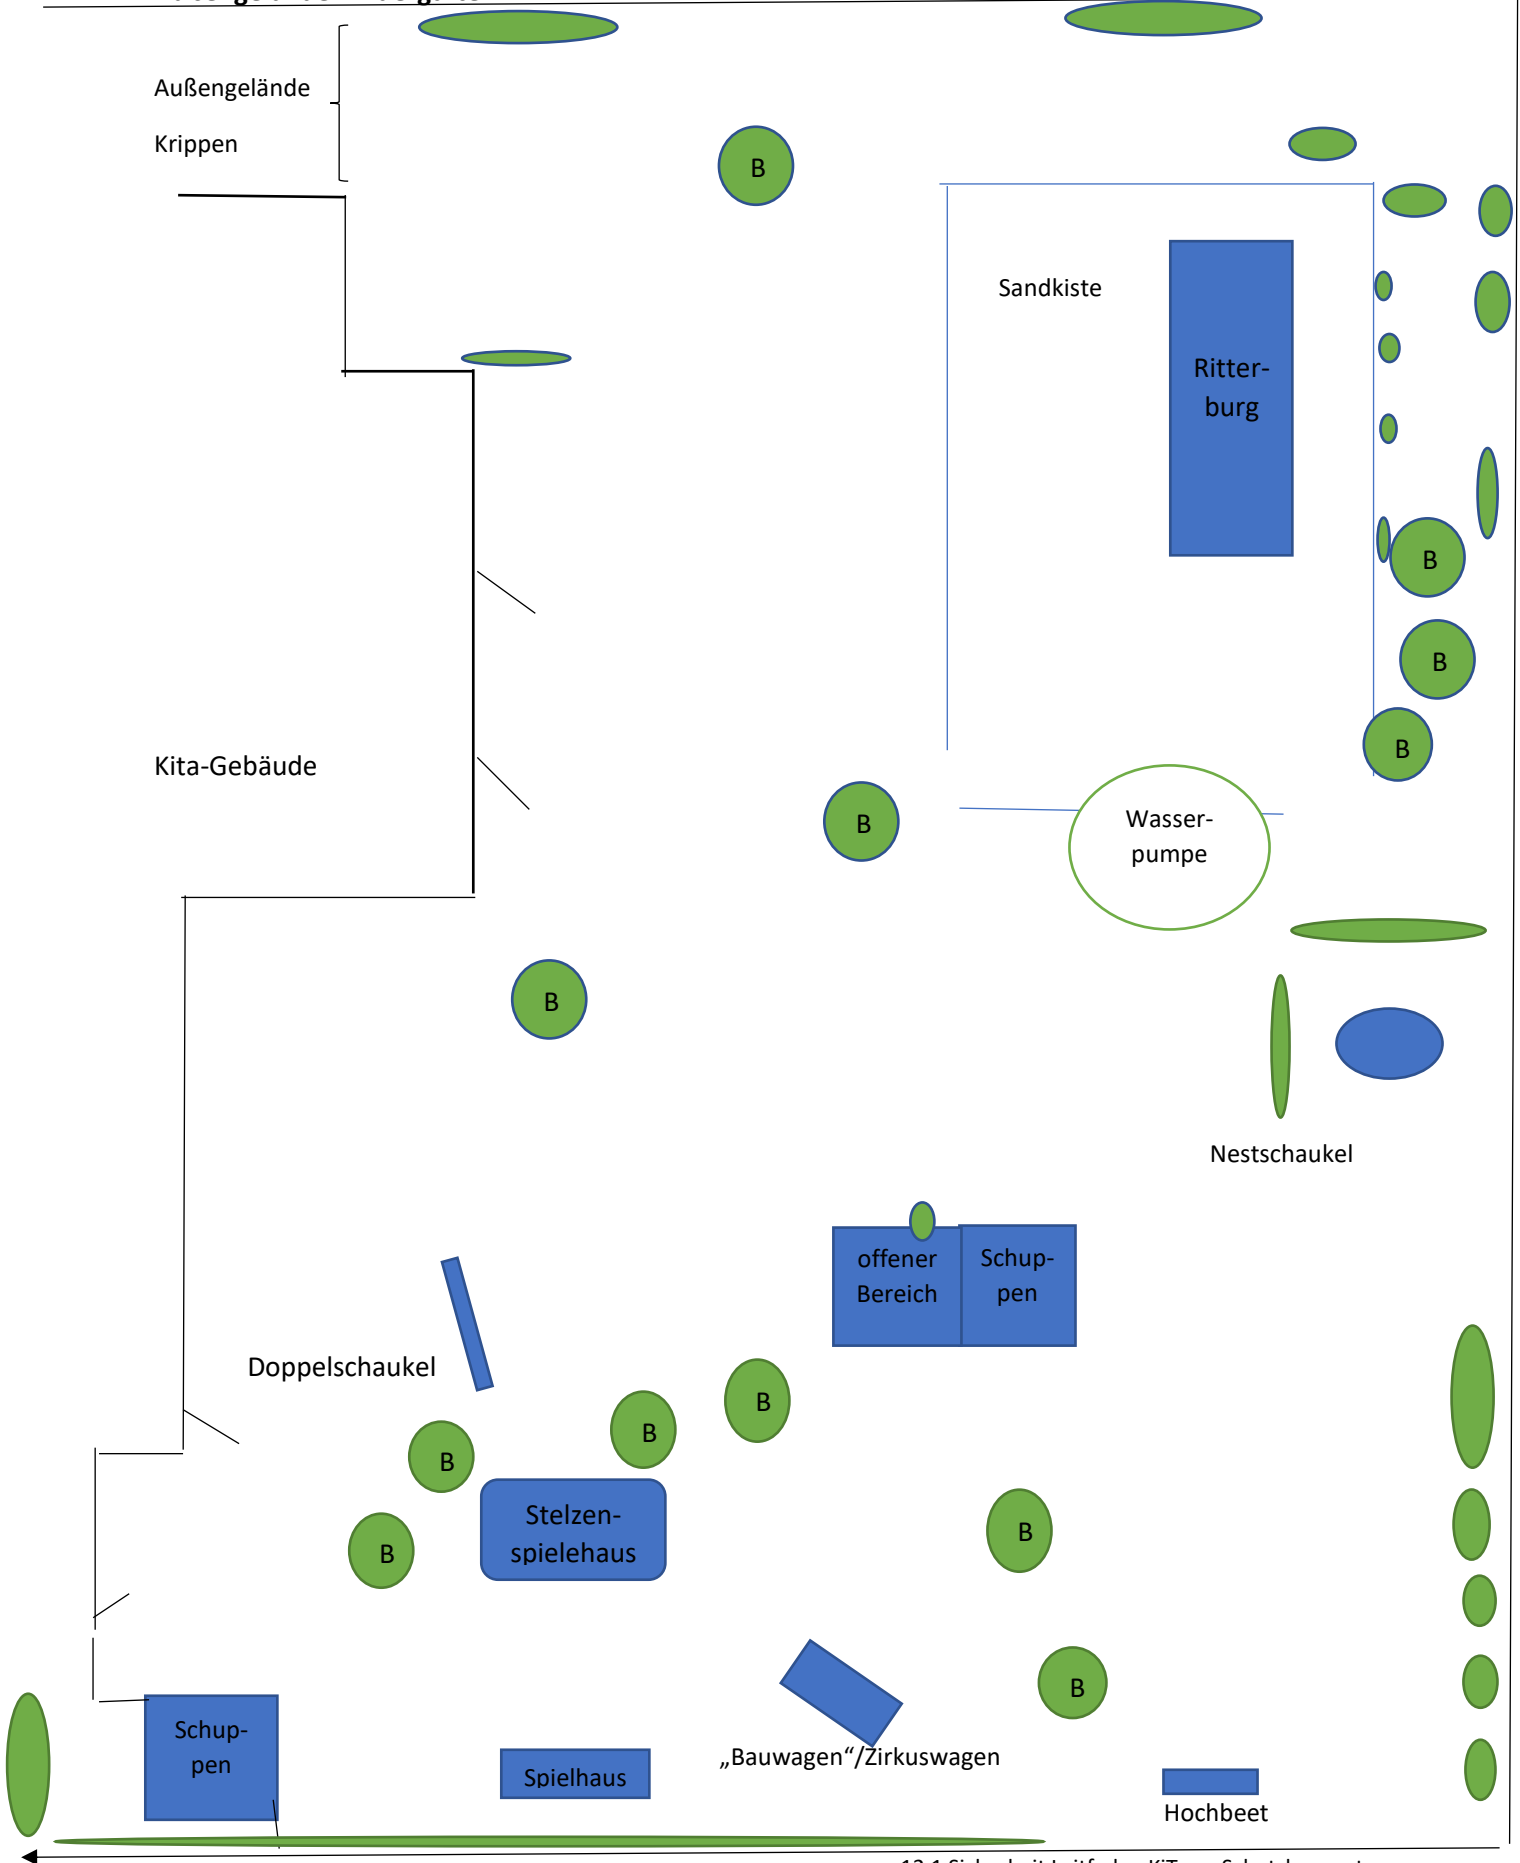 Außengelände
Krippen
B
Sandkiste
Ritter-
burg
B
B
B
Kita-Gebäude
B
Wasser-
pumpe
B
Nestschaukel
offener
Bereich
Schup-
pen
Doppelschaukel
B
B
B
B
Stelzen-
spielehaus
B
B
Schup-
pen
Spielhaus
„Bauwagen“/Zirkuswagen
Hochbeet